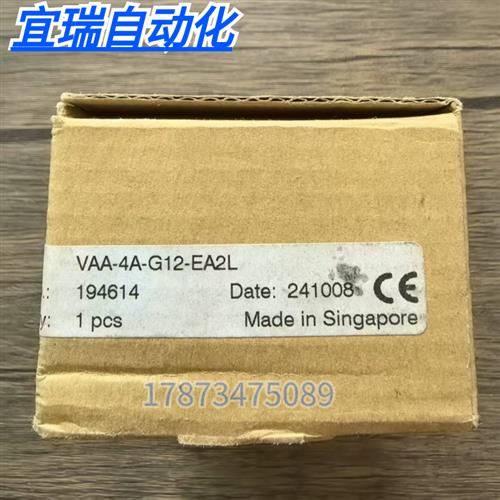 宜瑞自动化
VAA-4A-G12-EA2L
.: 194614 Date: 241008 CE
y: 1 pcs Made in Singapore
17873475089